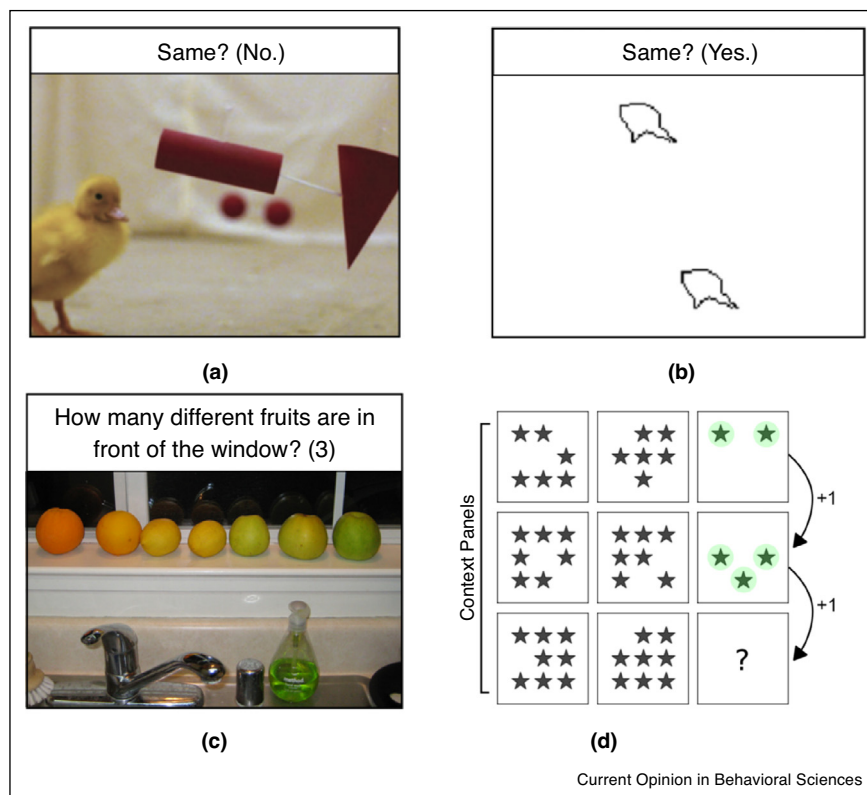 Same? (No.)
Same? (Yes.)
(a)
(b)
How many different fruits are in
front of the window? (3)
Context Panels
+1
+1
?
(c)
(d)
Current Opinion in Behavioral Sciences